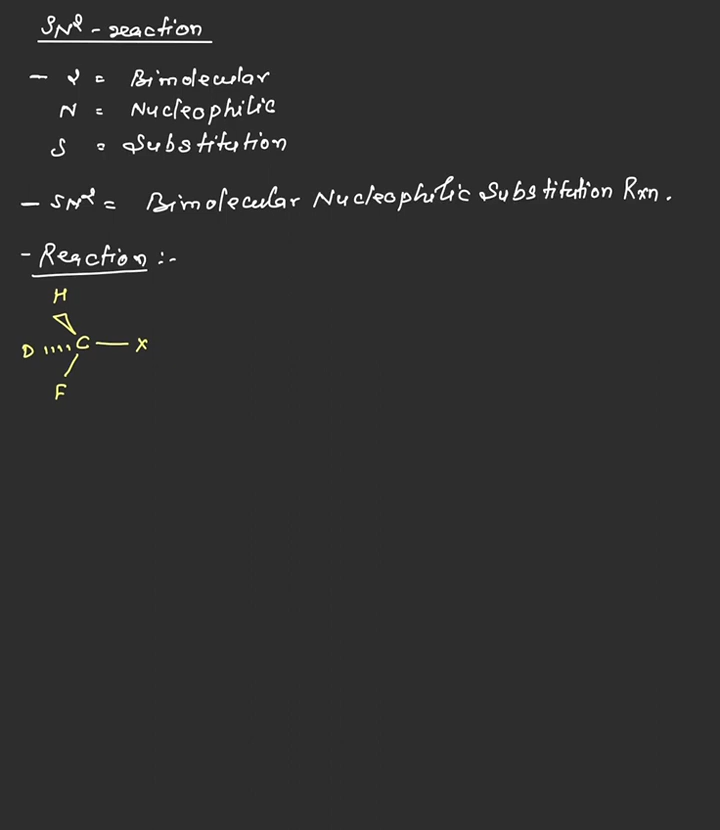 SN2 - reaction
- 2 = Bimolecular
N = Nucleophilic
S = Substitution
- SN2 = Bimolecular Nucleophilic Substitution Rxn.
- Reaction :-
H
D C - X
F